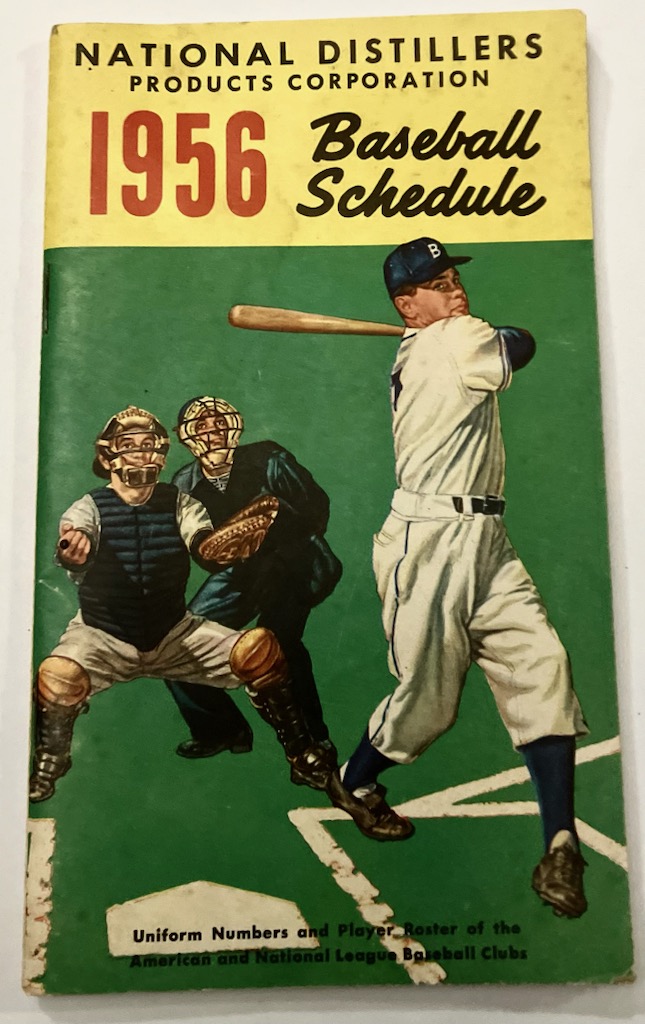 NATIONAL DISTILLERS
PRODUCTS CORPORATION
1956 Baseball
Schedule
B
Uniform Numbers and Player Roster of the
American and National League Baseball Clubs